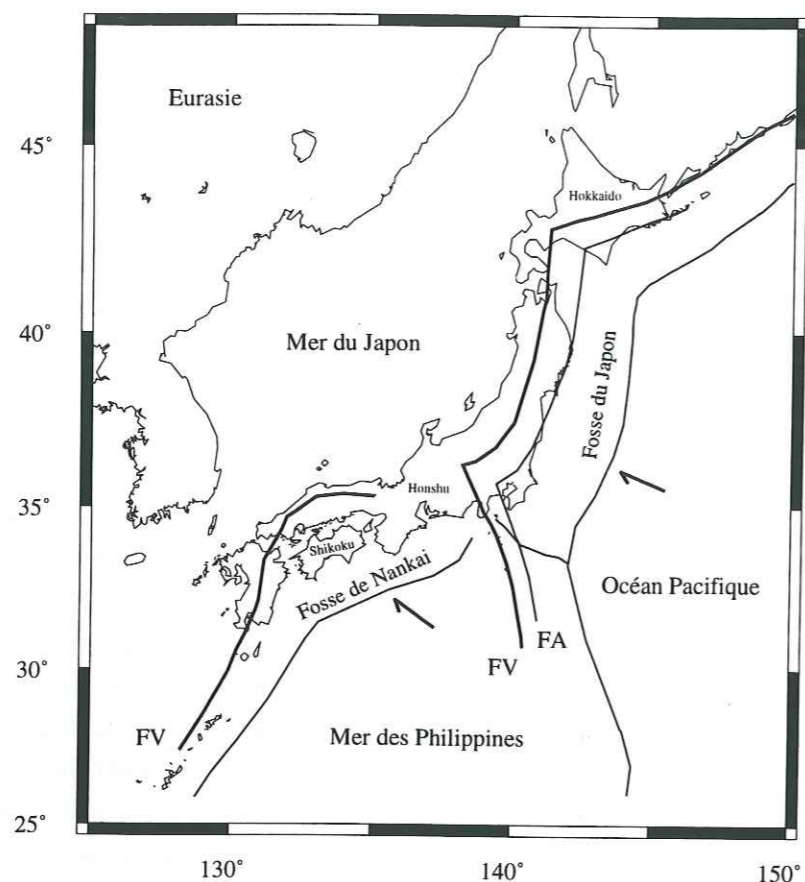 Eurasie
45°
Hokkaido
40°
Mer du Japon
Fosse du Japon
35°
Honshu
Shikoku
Fosse de Nankai
Océan Pacifique
FA
30°
FV
FV
Mer des Philippines
25°
130°
140°
150°